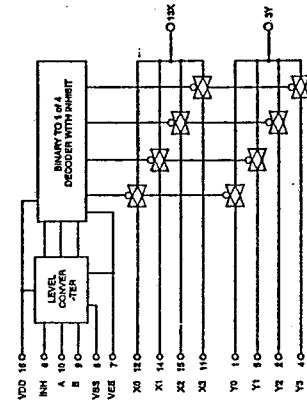 BINARY TO 1 of 4
DECODER WITH INHIBIT
LEVEL
CONVER
-TER
VDD 16
INH 6
A 10
B 9
VSS 8
VEE 7
X0 12
X1 14
X2 15
X3 11
Y0 1
Y1 5
Y2 2
Y3 4
13X
3Y